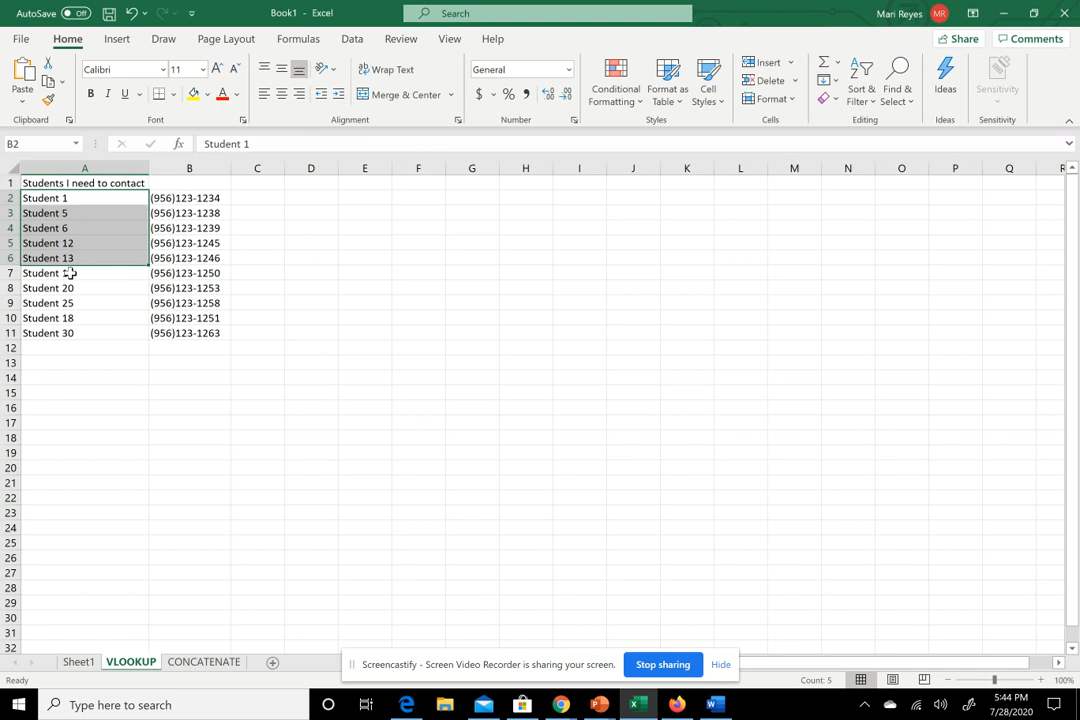 AutoSave Off Book1 - Excel Search Mari Reyes MR
File Home Insert Draw Page Layout Formulas Data Review View Help Share Comments
Paste Calibri 11 A A Wrap Text General Conditional Formatting Format as Table Cell Styles Insert Delete Format Sort & Filter Find & Select Ideas Sensitivity
B I U A Merge & Center $ %
Clipboard Font Alignment Number Styles Cells Editing Ideas Sensitivity
B2 fx Student 1
A B C D E F G H I J K L M N O P Q R
1 Students I need to contact
2 Student 1 (956)123-1234
3 Student 5 (956)123-1238
4 Student 6 (956)123-1239
5 Student 12 (956)123-1245
6 Student 13 (956)123-1246
7 Student (956)123-1250
8 Student 20 (956)123-1253
9 Student 25 (956)123-1258
10 Student 18 (956)123-1251
11 Student 30 (956)123-1263
12
13
14
15
16
17
18
19
20
21
22
23
24
25
26
27
28
29
30
31
32
Sheet1 VLOOKUP CONCATENATE
Screencastify - Screen Video Recorder is sharing your screen. Stop sharing Hide
Ready Count: 5 100%
Type here to search 5:44 PM
7/28/2020